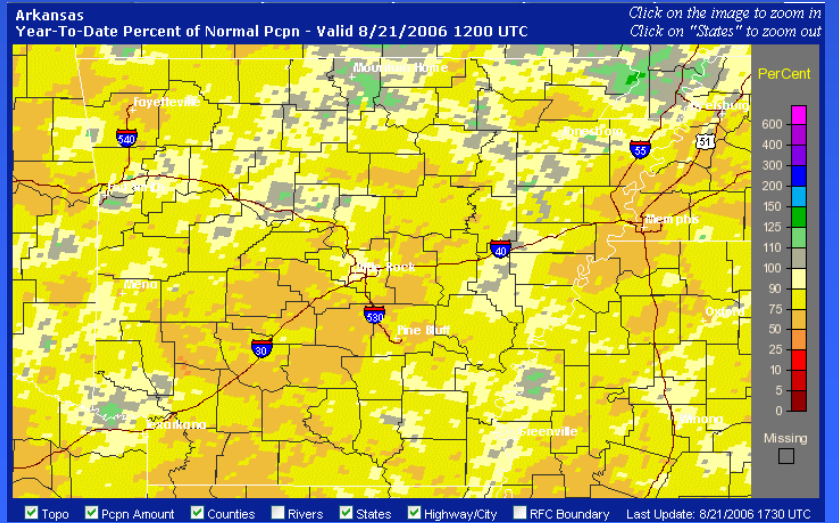 Arkansas
Year-To-Date Percent of Normal Pcpn - Valid 8/21/2006 1200 UTC
Click on the image to zoom in
Click on "States" to zoom out
PerCent
600
400
300
200
150
125
110
100
90
75
50
25
10
5
0
Missing
Mountain Home
Fayetteville
540
Jonesboro
55
51
Memphis
40
Little Rock
Mena
530
Pine Bluff
30
Oxford
Texarkana
Greenville
Winona
Topo
Pcpn Amount
Counties
Rivers
States
Highway/City
RFC Boundary
Last Update: 8/21/2006 1730 UTC